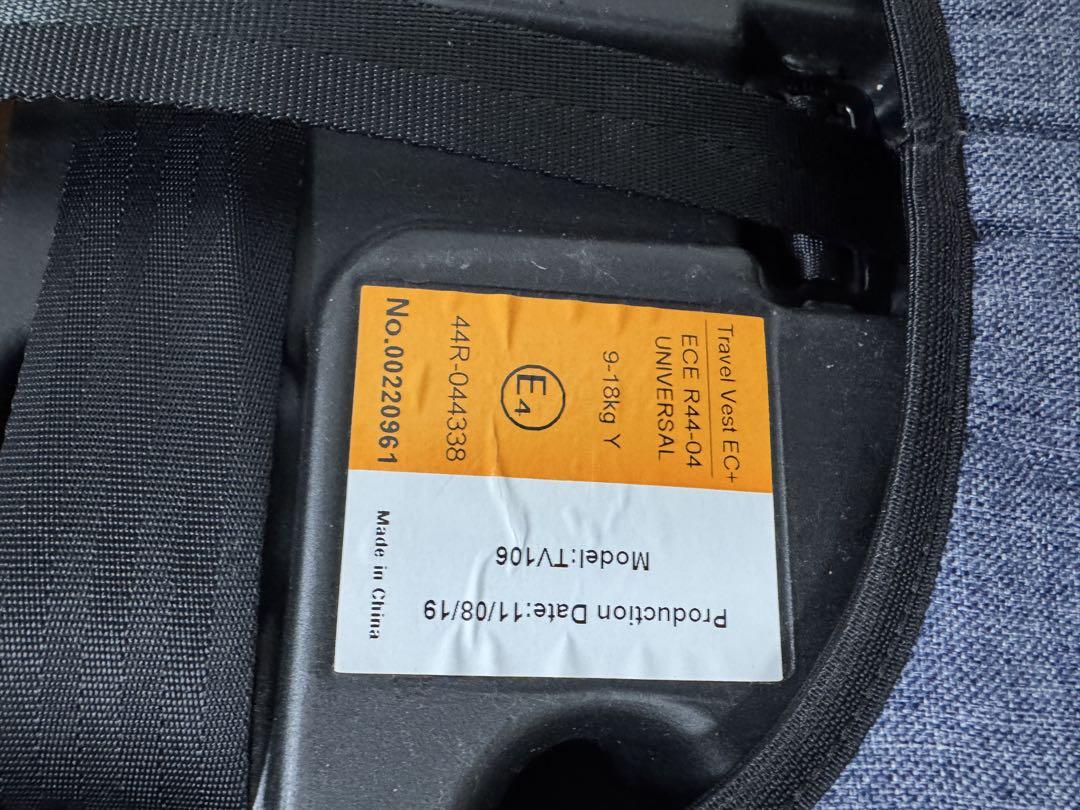 Travel Vest EC+
ECE R44-04
UNIVERSAL
9-18kg Y
E4
44R-044338
No.00220961
Model:TV106
Production Date:11/08/19
Made in China